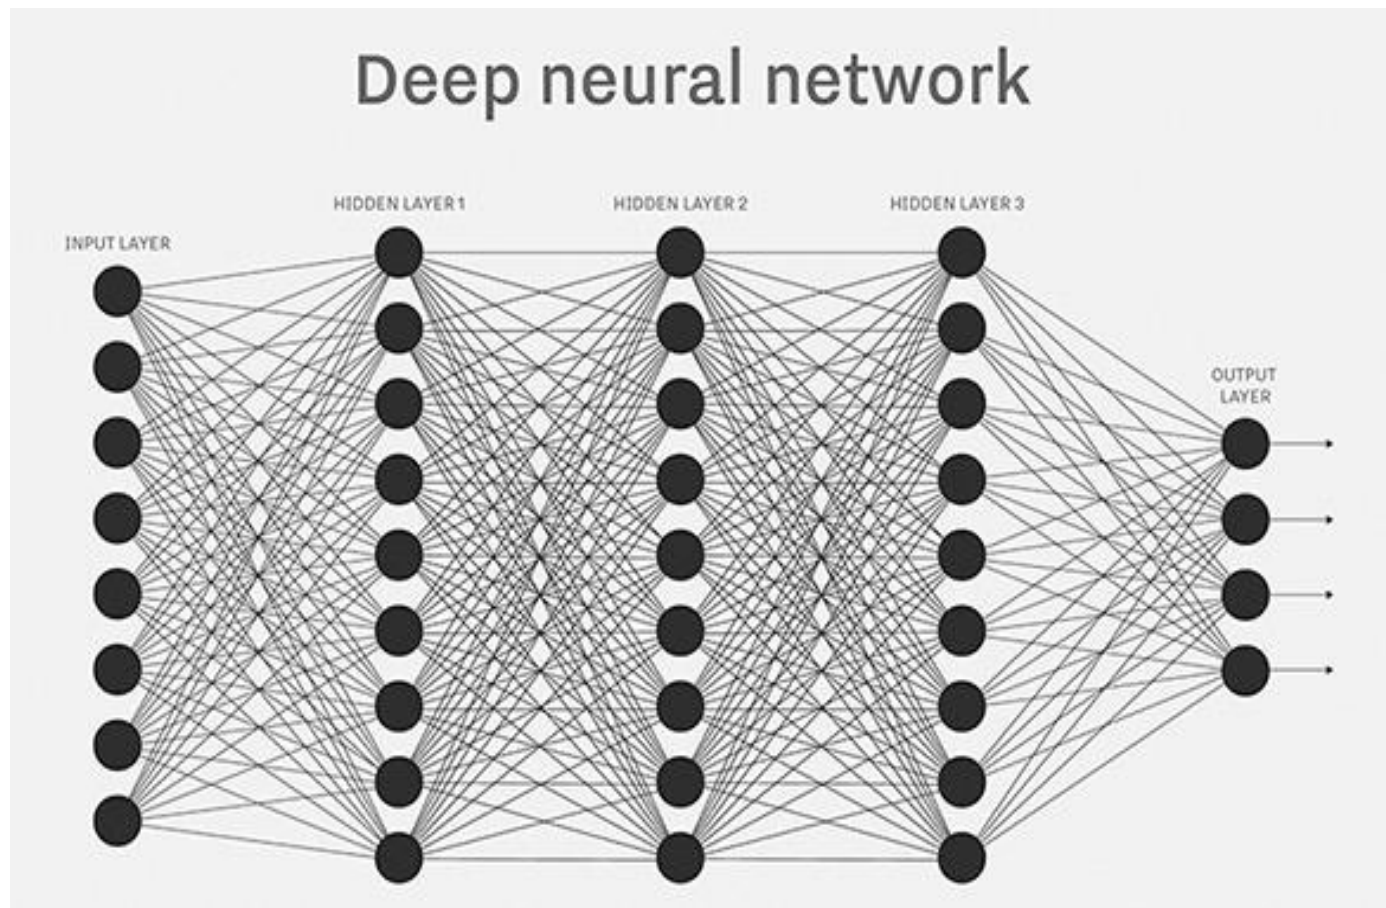 Deep neural network
HIDDEN LAYER 1
HIDDEN LAYER 2
HIDDEN LAYER 3
INPUT LAYER
OUTPUT
LAYER